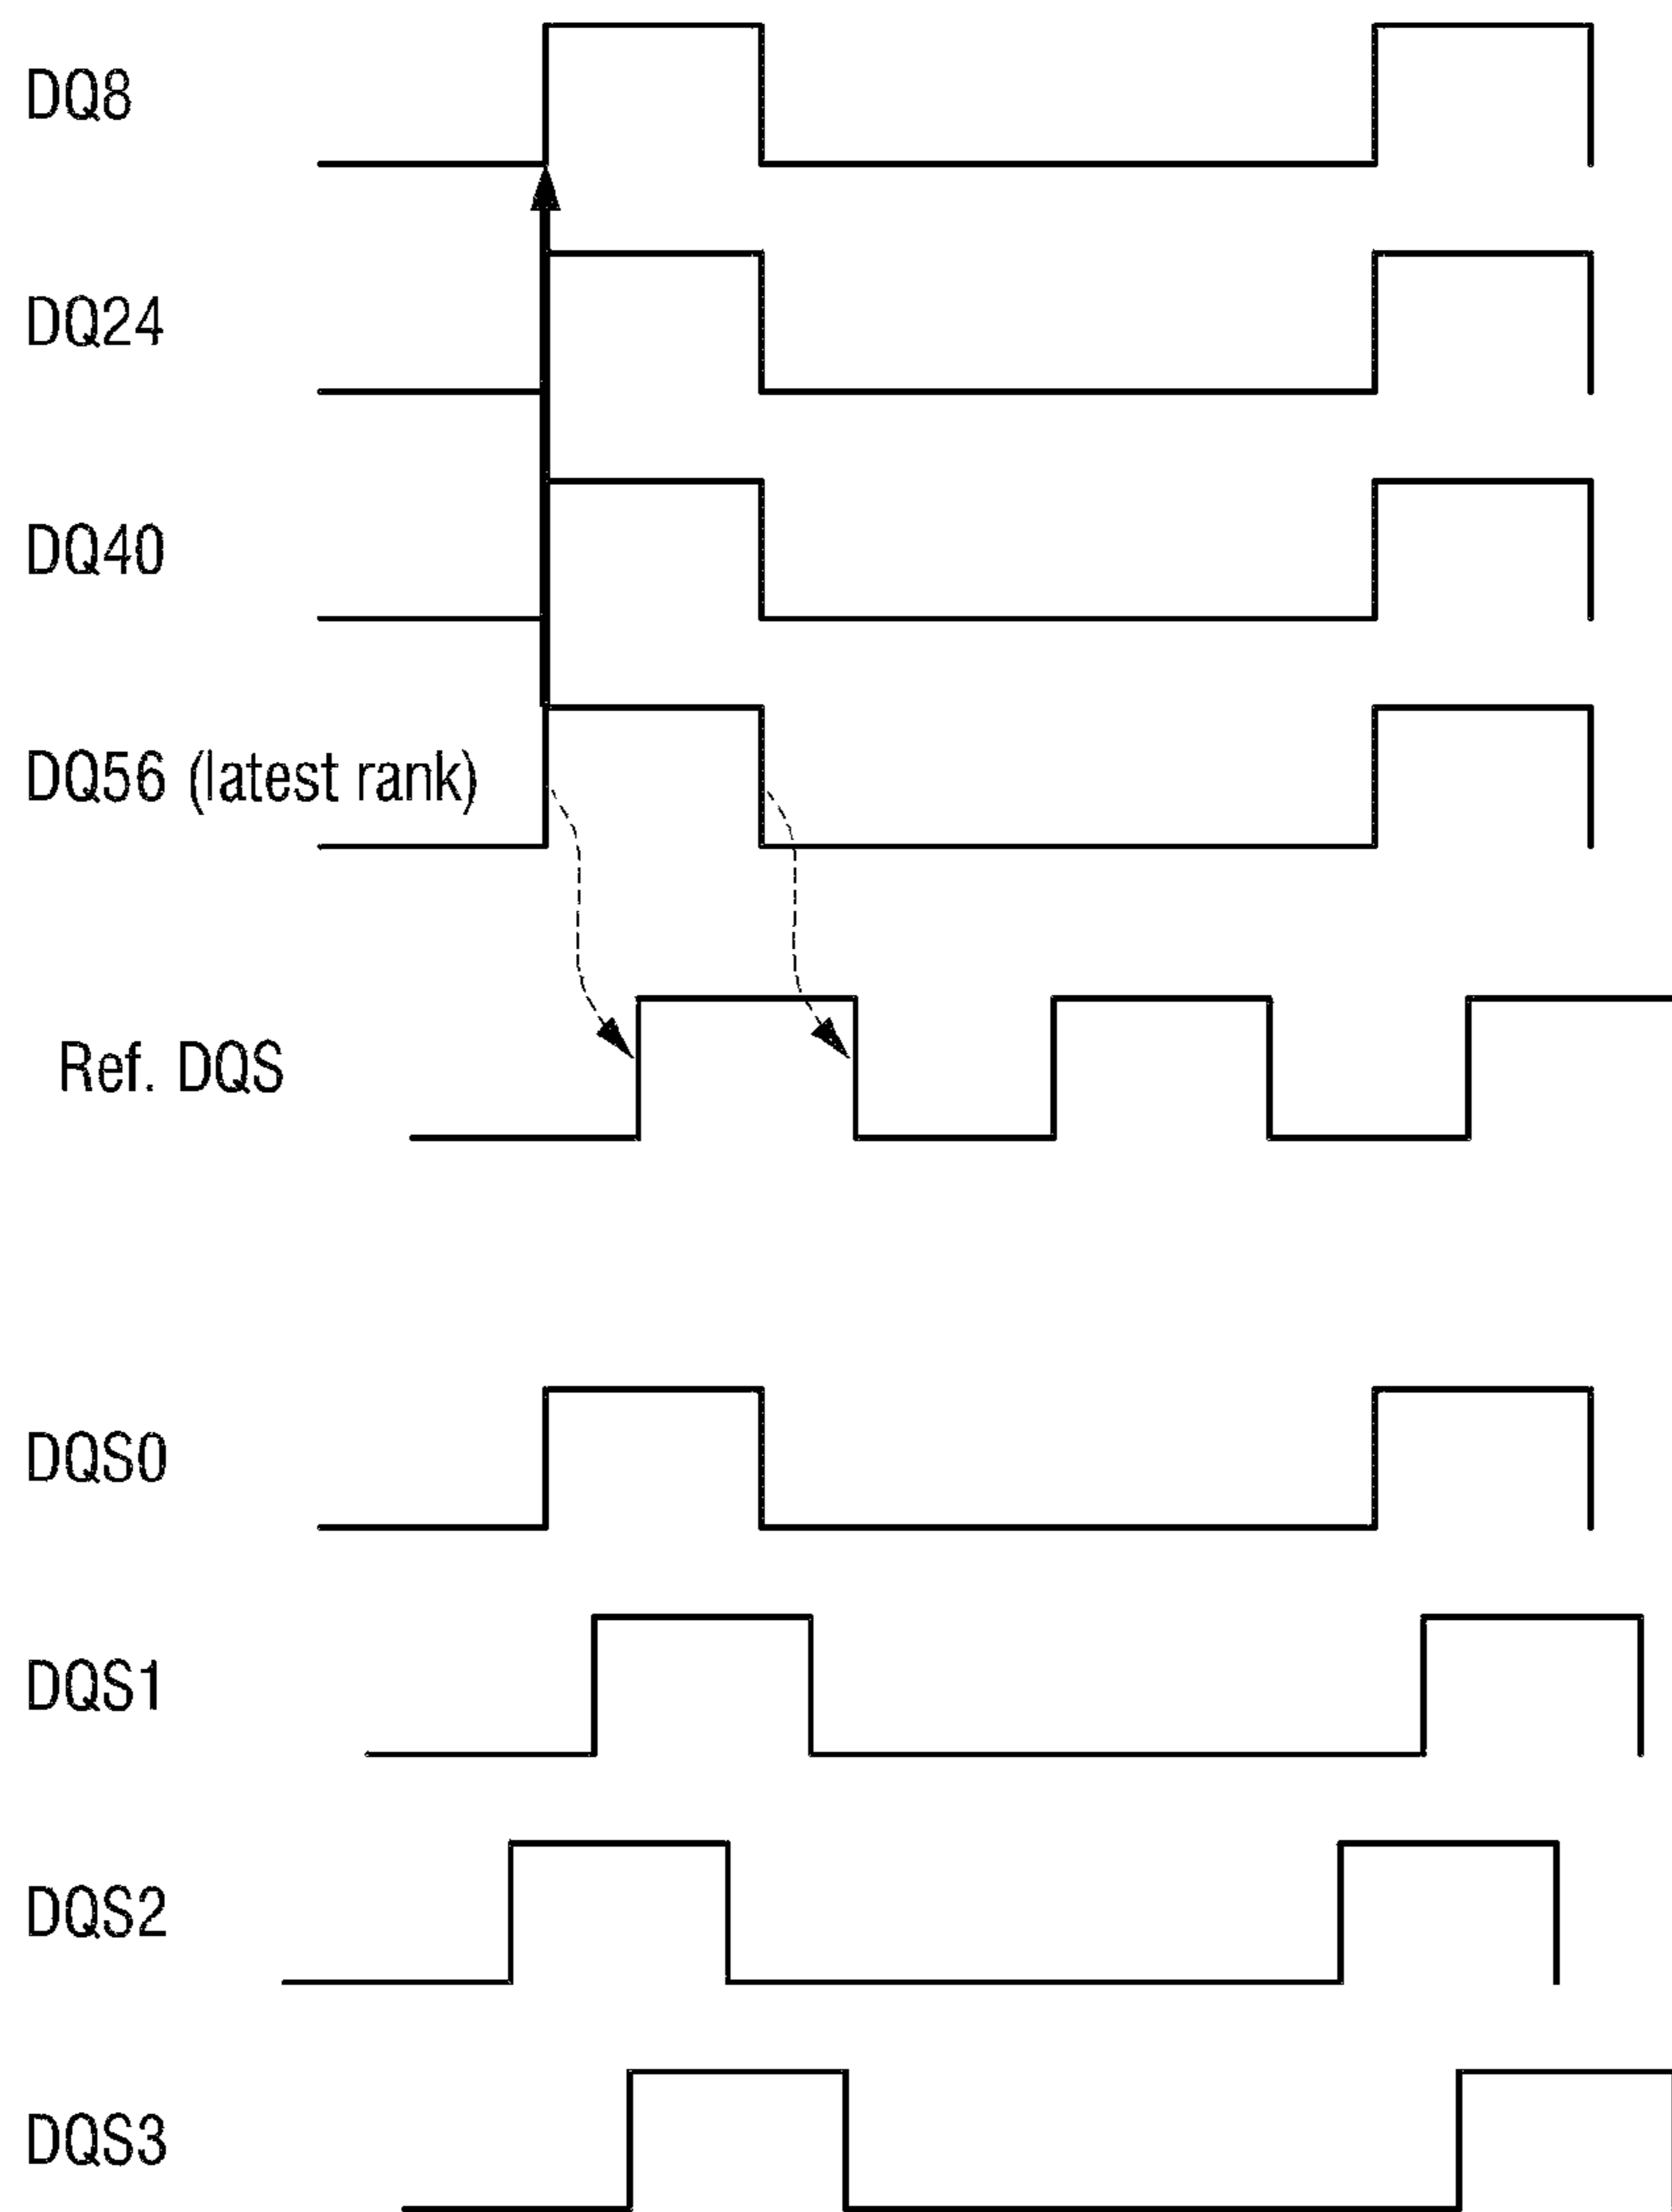 DQ8
DQ24
DQ40
DQ56 (latest rank)
Ref. DQS
DQS0
DQS1
DQS2
DQS3